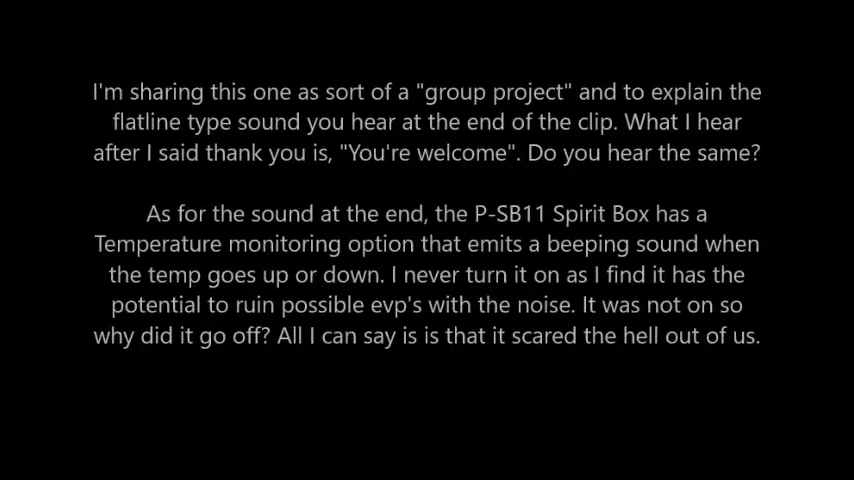 I'm sharing this one as sort of a "group project" and to explain the
flatline type sound you hear at the end of the clip. What I hear
after I said thank you is, "You're welcome". Do you hear the same?
As for the sound at the end, the P-SB11 Spirit Box has a
Temperature monitoring option that emits a beeping sound when
the temp goes up or down. I never turn it on as I find it has the
potential to ruin possible evp's with the noise. It was not on so
why did it go off? All I can say is is that it scared the hell out of us.